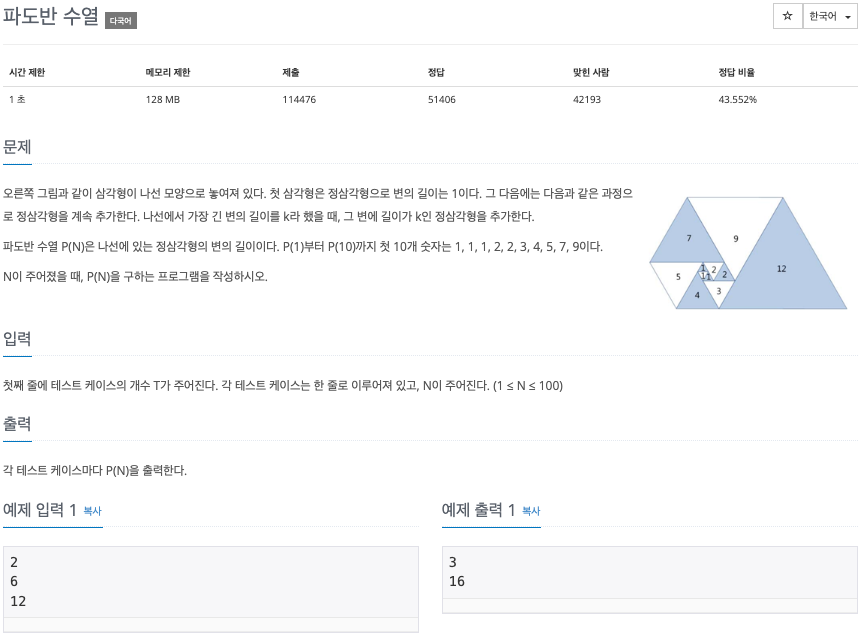 파도반 수열 다국어
☆ 한국어
시간 제한 메모리 제한 제출 정답 맞힌 사람 정답 비율
1 초 128 MB 114476 51406 42193 43.552%
문제
오른쪽 그림과 같이 삼각형이 나선 모양으로 놓여져 있다. 첫 삼각형은 정삼각형으로 변의 길이는 1이다. 그 다음에는 다음과 같은 과정으
로 정삼각형을 계속 추가한다. 나선에서 가장 긴 변의 길이를 k라 했을 때, 그 변에 길이가 k인 정삼각형을 추가한다.
파도반 수열 P(N)은 나선에 있는 정삼각형의 변의 길이이다. P(1)부터 P(10)까지 첫 10개 숫자는 1, 1, 1, 2, 2, 3, 4, 5, 7, 9이다.
N이 주어졌을 때, P(N)을 구하는 프로그램을 작성하시오.
7 9 12
1 2
5 1 1 2
4 3
입력
첫째 줄에 테스트 케이스의 개수 T가 주어진다. 각 테스트 케이스는 한 줄로 이루어져 있고, N이 주어진다. (1 ≤ N ≤ 100)
출력
각 테스트 케이스마다 P(N)을 출력한다.
예제 입력 1 복사
2
6
12
예제 출력 1 복사
3
16